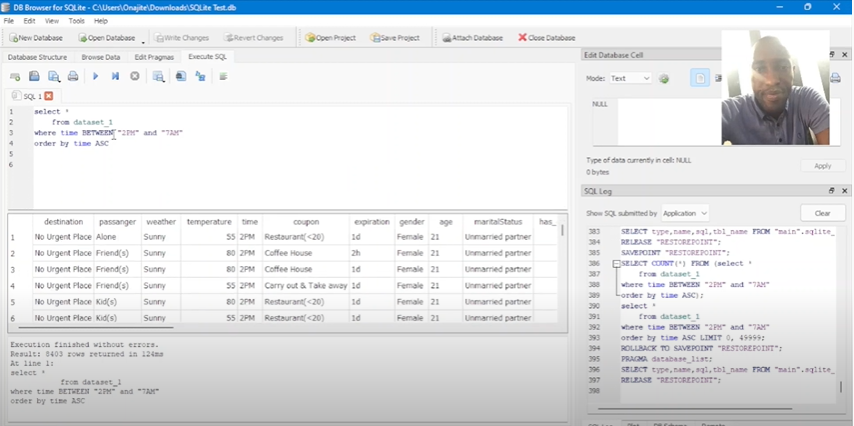 DB Browser for SQLite - C:\Users\Onajite\Downloads\SQLite Test.db
File Edit View Tools Help
New Database Open Database Write Changes Revert Changes Open Project Save Project Attach Database Close Database
Database Structure Browse Data Edit Pragmas Execute SQL
SQL 1
1 select *
2 from dataset_1
3 where time BETWEEN "2PM" and "7AM"
4 order by time ASC
5
6
destination passanger weather temperature time coupon expiration gender age maritalStatus has_
1 No Urgent Place Alone Sunny 55 2PM Restaurant(<20) 1d Female 21 Unmarried partner
2 No Urgent Place Friend(s) Sunny 80 2PM Coffee House 2h Female 21 Unmarried partner
3 No Urgent Place Friend(s) Sunny 80 2PM Coffee House 1d Female 21 Unmarried partner
4 No Urgent Place Friend(s) Sunny 55 2PM Carry out & Take away 1d Female 21 Unmarried partner
5 No Urgent Place Kid(s) Sunny 80 2PM Restaurant(<20) 1d Female 21 Unmarried partner
6 No Urgent Place Kid(s) Sunny 55 2PM Restaurant(<20) 1d Female 21 Unmarried partner
Execution finished without errors.
Result: 8403 rows returned in 124ms
At line 1:
select *
from dataset_1
where time BETWEEN "2PM" and "7AM"
order by time ASC
Edit Database Cell
Mode: Text
NULL
Type of data currently in cell: NULL
0 bytes
Apply
SQL Log
Show SQL submitted by Application Clear
383 SELECT type,name,sql,tbl_name FROM "main".sqlite_
384 RELEASE "RESTOREPOINT";
385 SAVEPOINT "RESTOREPOINT";
386 SELECT COUNT(*) FROM (select *
387 from dataset_1
388 where time BETWEEN "2PM" and "7AM"
389 order by time ASC);
390 select *
391 from dataset_1
392 where time BETWEEN "2PM" and "7AM"
393 order by time ASC LIMIT 0, 49999;
394 ROLLBACK TO SAVEPOINT "RESTOREPOINT";
395 PRAGMA database_list;
396 SELECT type,name,sql,tbl_name FROM "main".sqlite_
397 RELEASE "RESTOREPOINT";
398